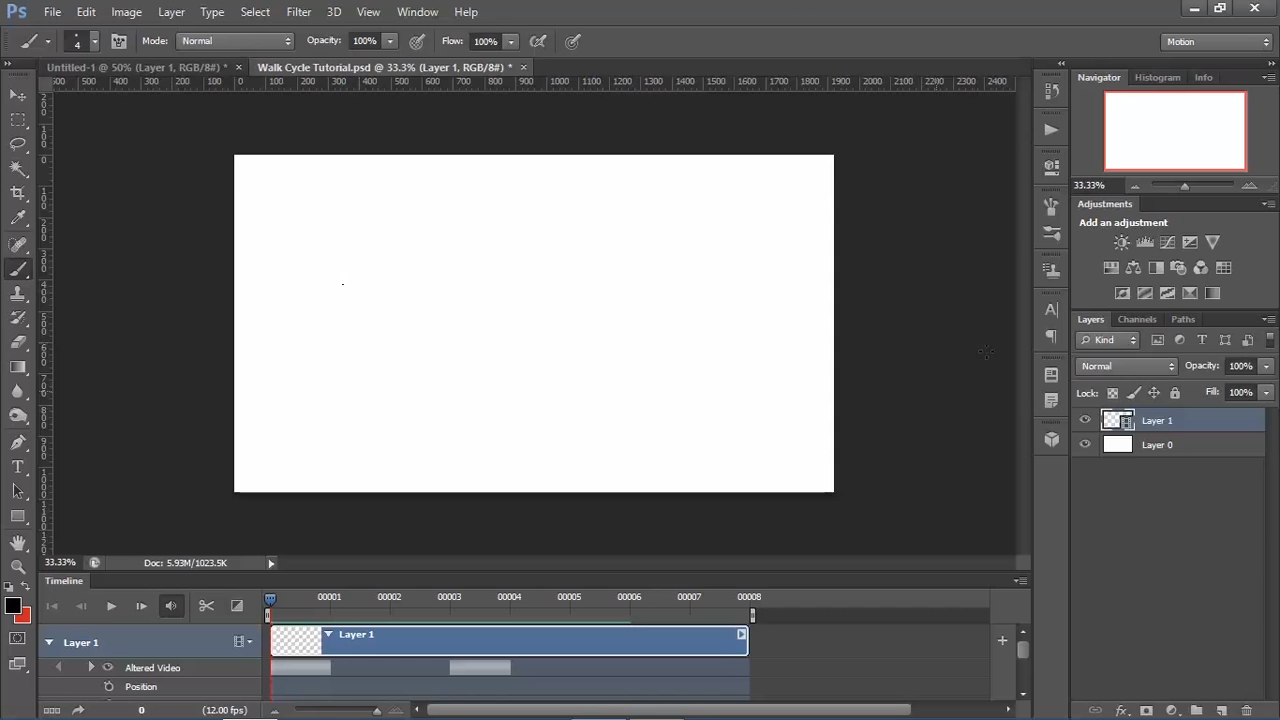 Ps File Edit Image Layer Type Select Filter 3D View Window Help
4 Mode: Normal Opacity: 100% Flow: 100% Motion
Untitled-1 @ 50% (Layer 1, RGB/8#) * × Walk Cycle Tutorial.psd @ 33.3% (Layer 1, RGB/8#) * ×
500 400 300 200 100 0 100 200 300 400 500 600 700 800 900 1000 1100 1200 1300 1400 1500 1600 1700 1800 1900 2000 2100 2200 2300 2400
Navigator Histogram Info
33.33%
Adjustments
Add an adjustment
Layers Channels Paths
Kind
Normal Opacity: 100%
Lock: Fill: 100%
Layer 1
Layer 0
33.33% Doc: 5.93M/1023.5K
Timeline
00001 00002 00003 00004 00005 00006 00007 00008
Layer 1 Layer 1
Altered Video
Position
0 (12.00 fps)